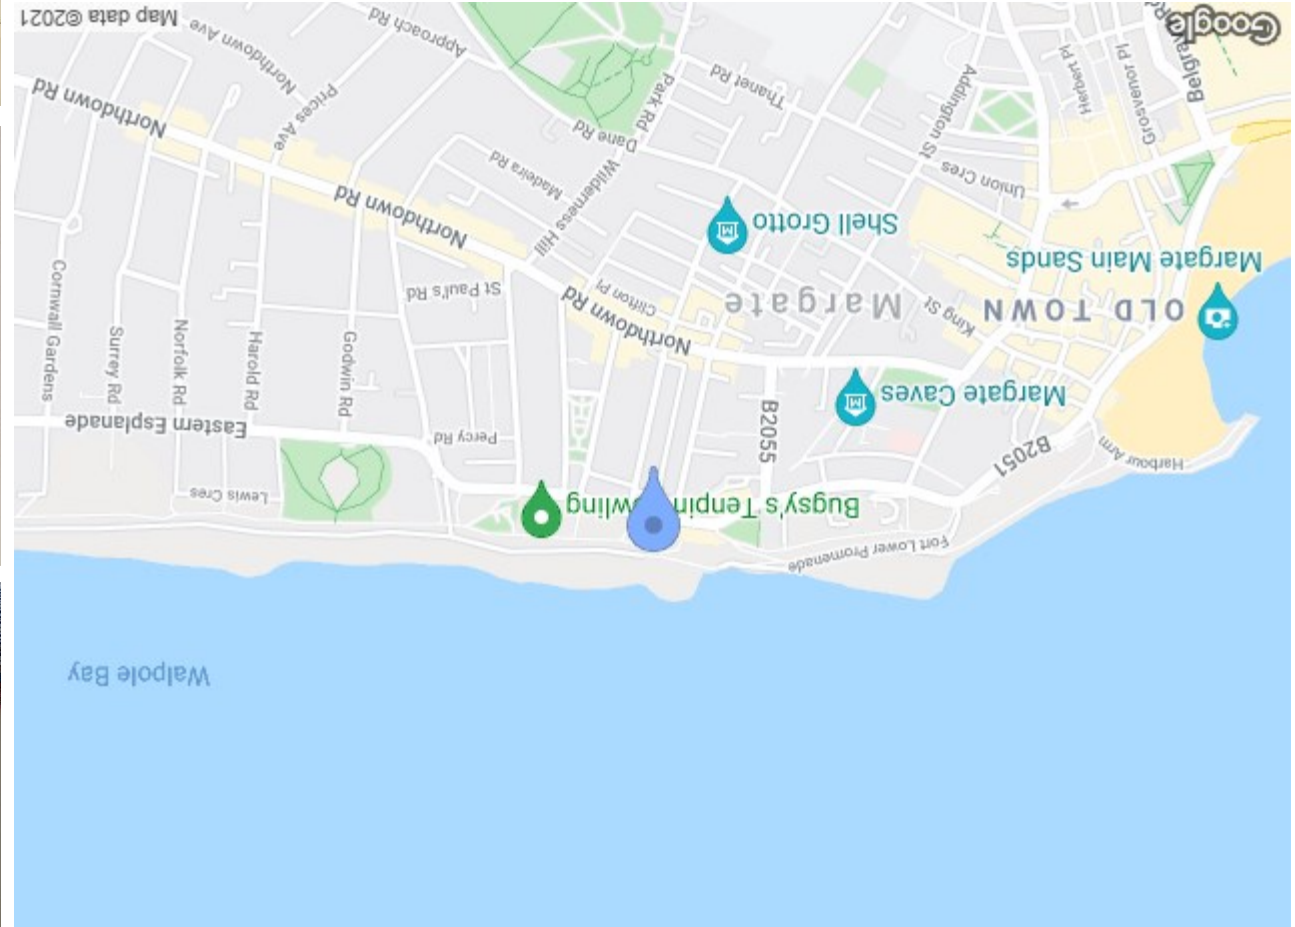 Walpole Bay
Fort Lower Promenade
Bugsy's Tenpin Bowling
Lewis Cres
Harbour Arm
B2051
Percy Rd
Eastern Esplanade
B2055
Margate Caves
Cornwall Gardens
Surrey Rd
Norfolk Rd
Harold Rd
Godwin Rd
OLD TOWN
King St
Margate
Northdown Rd
Clifton Pl
St Paul's Rd
Margate Main Sands
Shell Grotto
Wilderness Hill
Northdown Rd
Union Cres
Madeira Rd
Dane Rd
Prices Ave
Northdown Rd
Addington St
Park Rd
Thanet Rd
Grosvenor Pl
Herbert Pl
Belgrave Rd
Northdown Ave
Approach Rd
Google
Map data ©2021